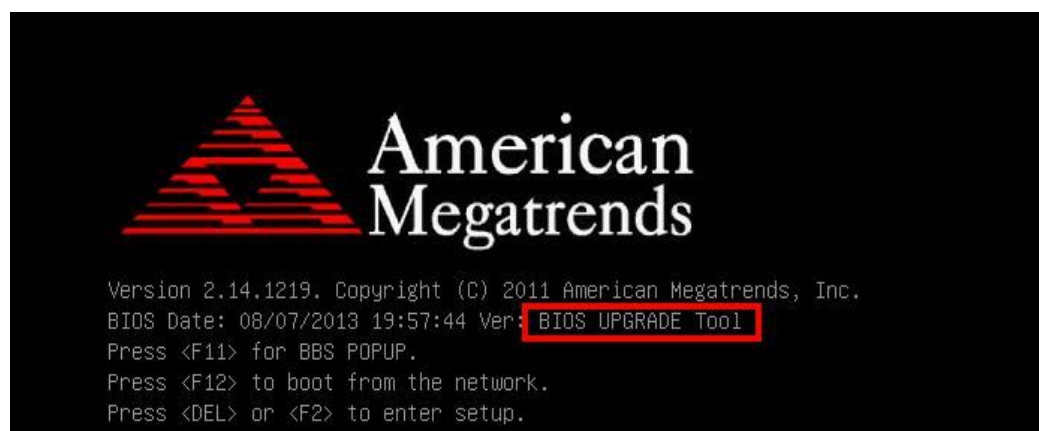 American
Megatrends
Version 2.14.1219. Copyright (C) 2011 American Megatrends, Inc.
BIOS Date: 08/07/2013 19:57:44 Ver: BIOS UPGRADE Tool
Press <F11> for BBS POPUP.
Press <F12> to boot from the network.
Press <DEL> or <F2> to enter setup.